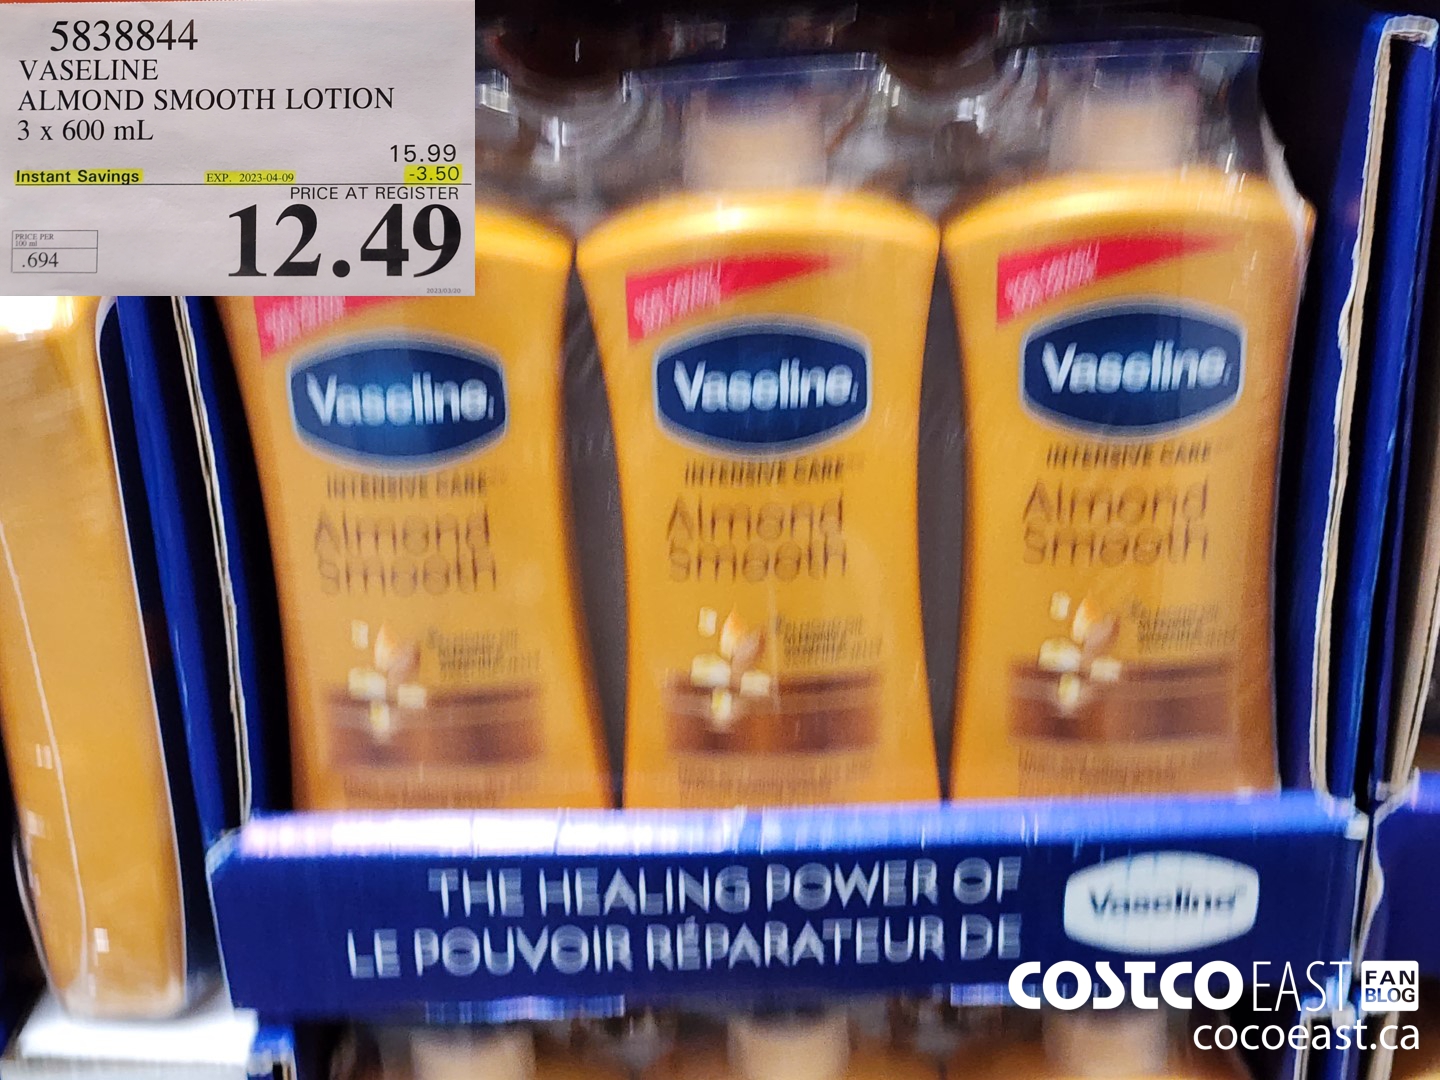 5838844
VASELINE
ALMOND SMOOTH LOTION
3 x 600 mL
15.99
Instant Savings EXP. 2023-04-09 -3.50
PRICE AT REGISTER
12.49
PRICE PER
100 ml
.694
2023/03/20
Vaseline
INTENSIVE CARE
Almond
Smooth
Vaseline
INTENSIVE CARE
Almond
Smooth
Vaseline
INTENSIVE CARE
Almond
Smooth
THE HEALING POWER OF
LE POUVOIR RÉPARATEUR DE
Vaseline
COSTCO EAST FAN BLOG
cocoeast.ca